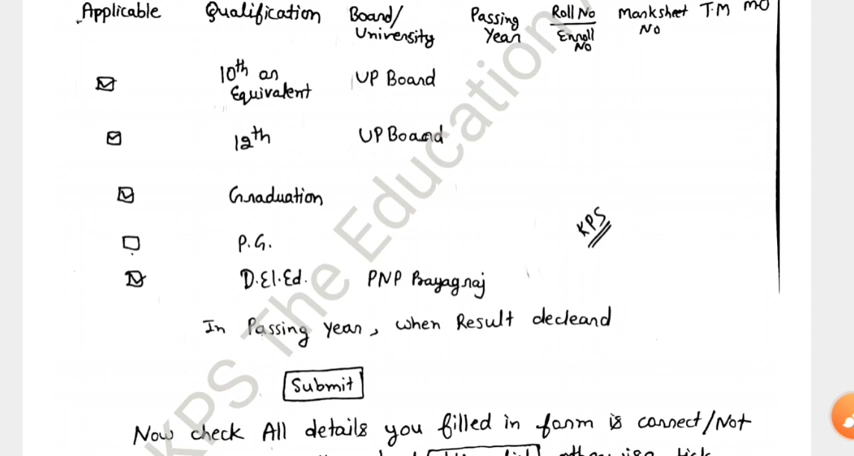 Applicable Qualification Board/ Passing Roll No Marksheet T.M MO
University Year Enroll No
No
10th or UP Board
Equivalent
12th UP Board
Graduation
KPS
P.G.
D.El.Ed. PNP Prayagraj
In Passing Year, when Result decleard
Submit
Now check All details you filled in form is correct/Not
KPS The Education